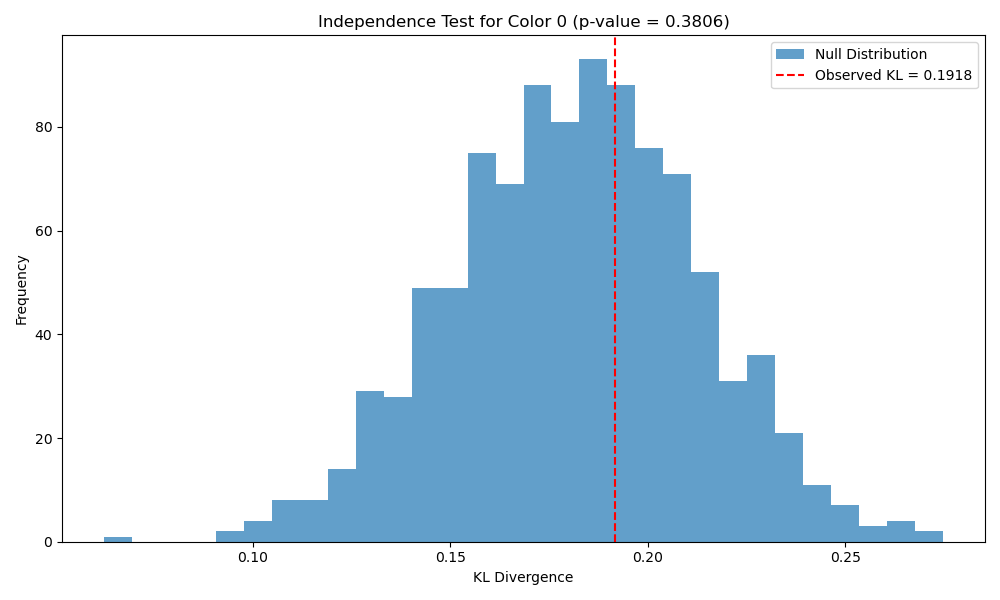 Independence Test for Color 0 (p-value = 0.3806)
Null Distribution
Observed KL = 0.1918
Frequency
80
60
40
20
0
0.10
0.15
0.20
0.25
KL Divergence